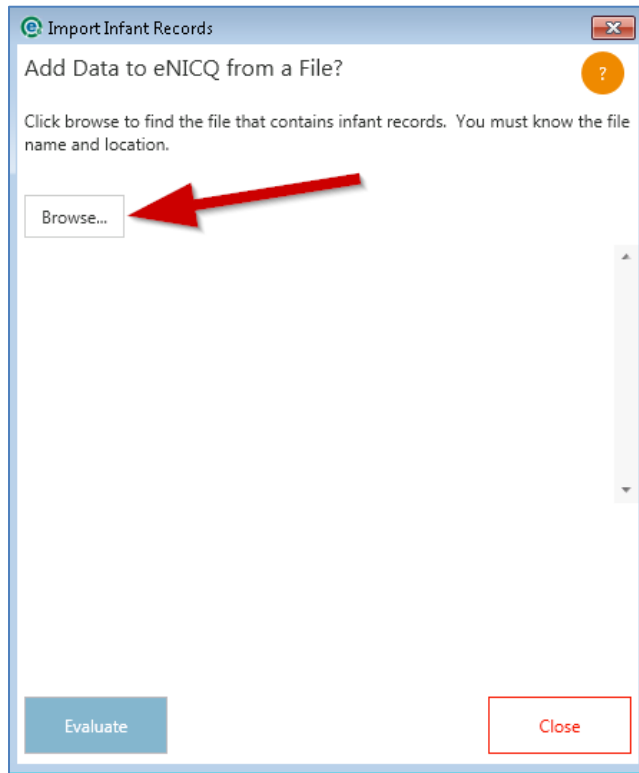 Import Infant Records
Add Data to eNICQ from a File?
?
Click browse to find the file that contains infant records.  You must know the file
name and location.
Browse...
Evaluate
Close